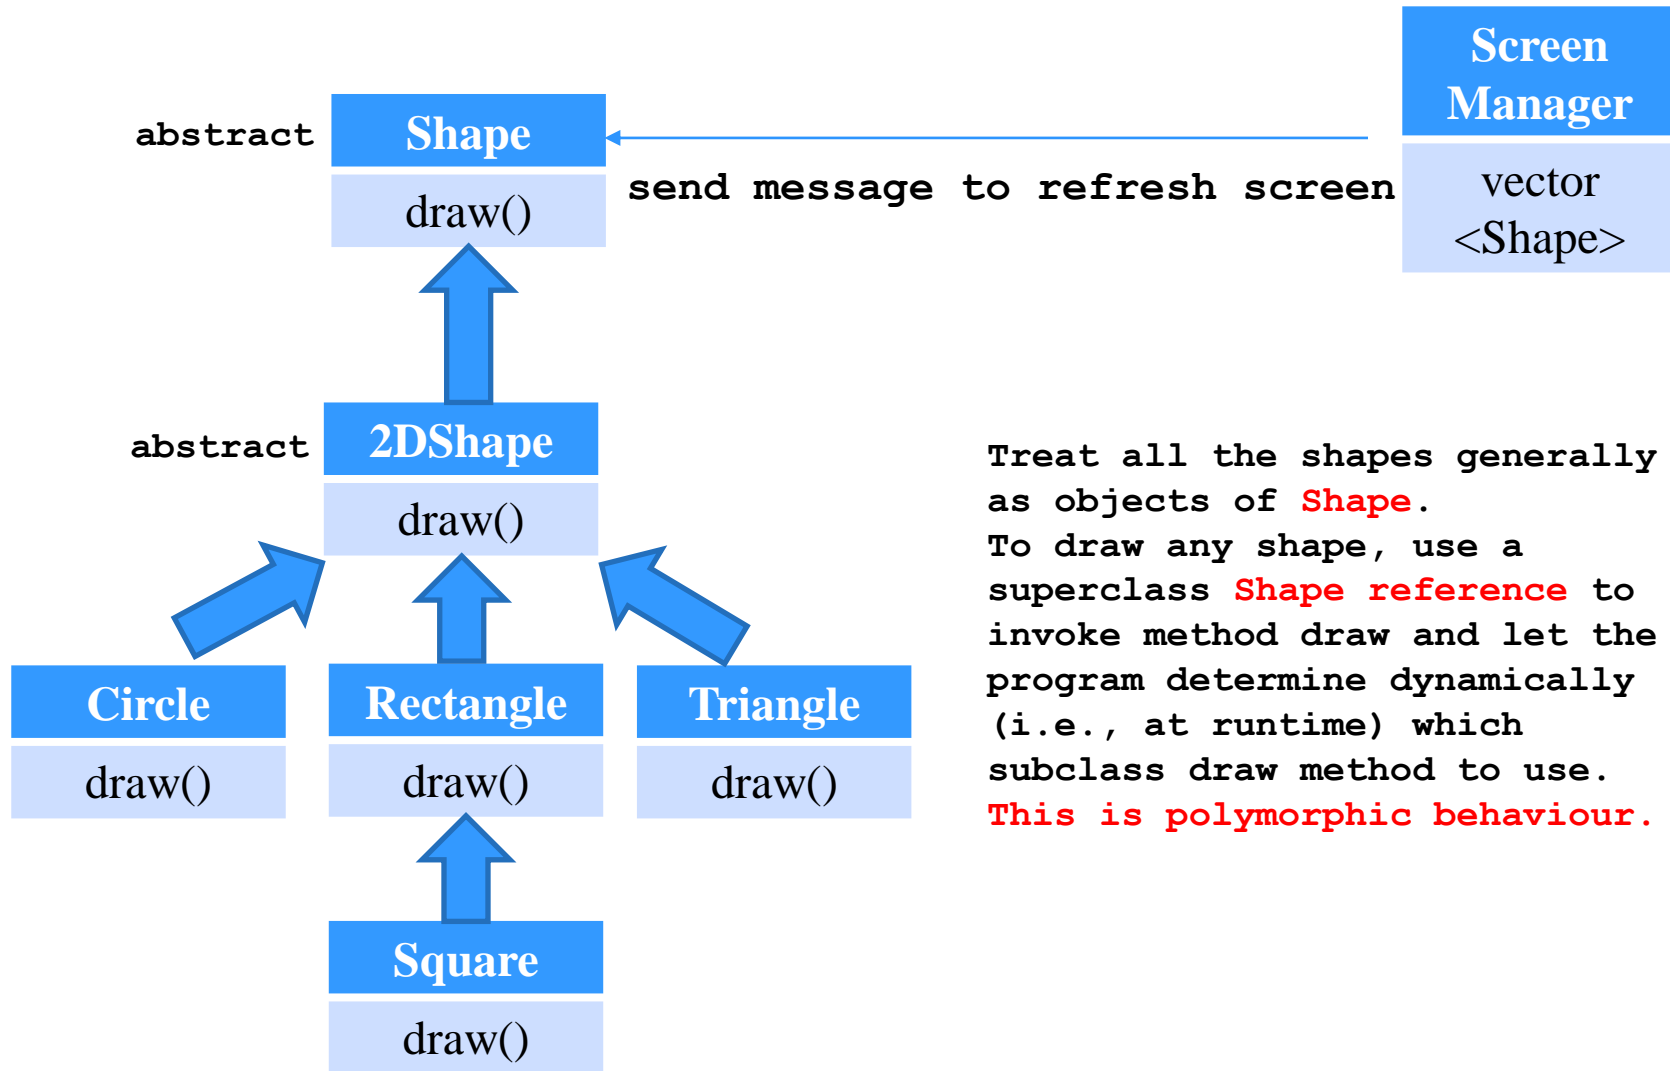 Screen
Manager
vector
<Shape>
abstract
Shape
draw()
send message to refresh screen
abstract
2DShape
draw()
Circle
draw()
Rectangle
draw()
Triangle
draw()
Square
draw()
Treat all the shapes generally
as objects of Shape.
To draw any shape, use a
superclass Shape reference to
invoke method draw and let the
program determine dynamically
(i.e., at runtime) which
subclass draw method to use.
This is polymorphic behaviour.